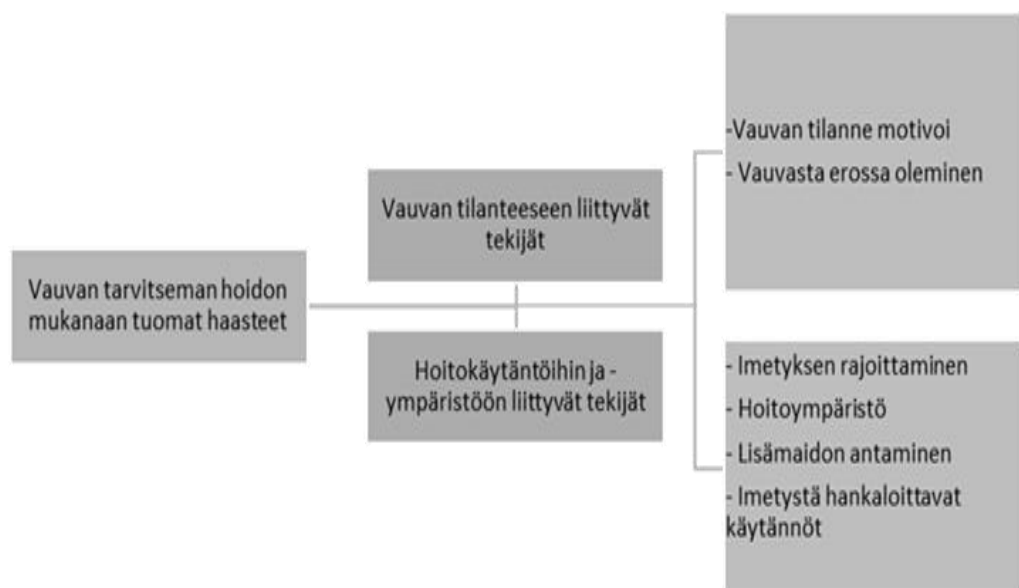 Vauvan tarvitseman hoidon
mukanaan tuomat haasteet
Vauvan tilanteeseen liittyvät
tekijät
Hoitokäytäntöihin ja -
ympäristöön liittyvät tekijät
-Vauvan tilanne motivoi
- Vauvasta erossa oleminen
- Imetyksen rajoittaminen
- Hoitoympäristö
- Lisämaidon antaminen
- Imetystä hankaloittavat
käytännöt